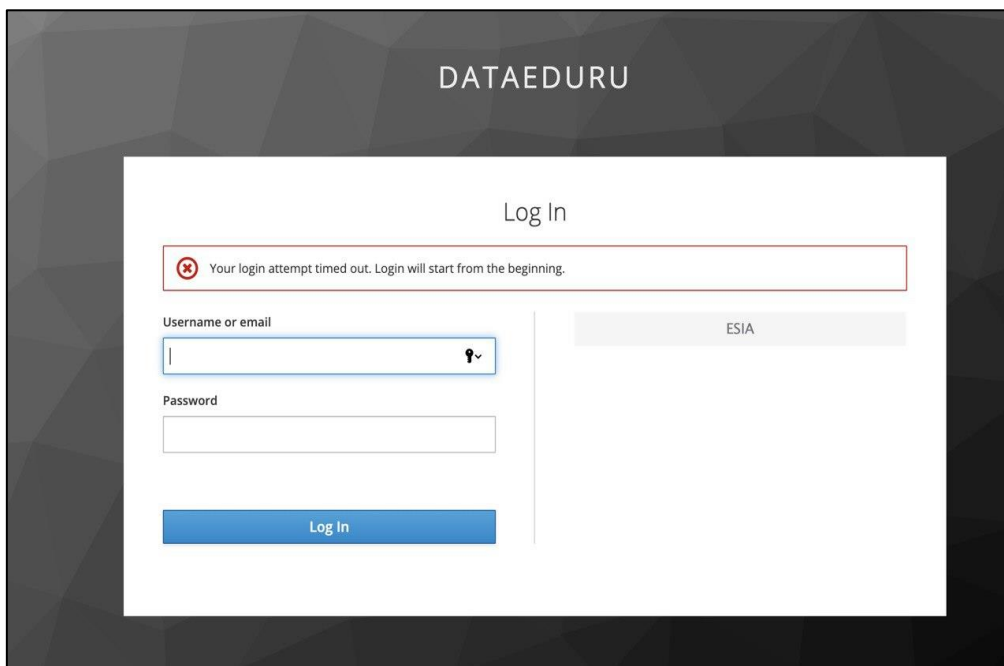 DATAEDURU
Log In
Your login attempt timed out. Login will start from the beginning.
Username or email
Password
Log In
ESIA